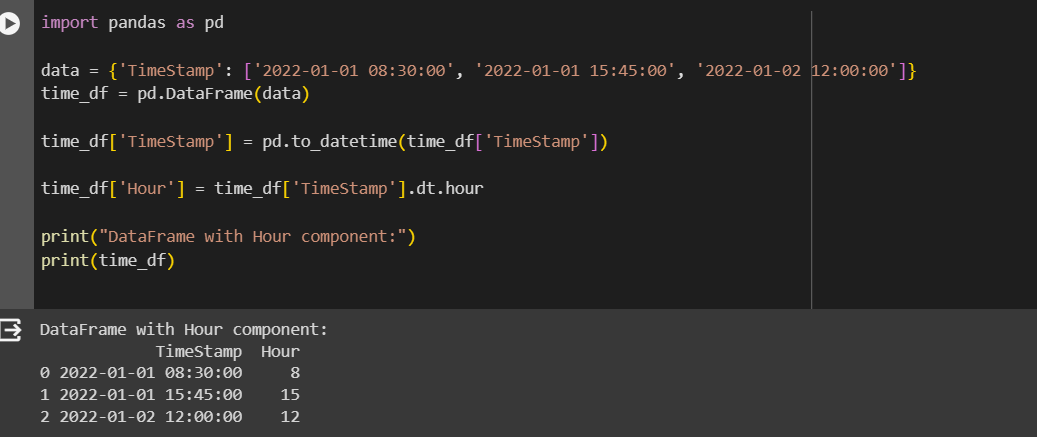 import pandas as pd
data = {'TimeStamp': ['2022-01-01 08:30:00', '2022-01-01 15:45:00', '2022-01-02 12:00:00']}
time_df = pd.DataFrame(data)
time_df['TimeStamp'] = pd.to_datetime(time_df['TimeStamp'])
time_df['Hour'] = time_df['TimeStamp'].dt.hour
print("DataFrame with Hour component:")
print(time_df)
DataFrame with Hour component:
            TimeStamp  Hour
0 2022-01-01 08:30:00     8
1 2022-01-01 15:45:00    15
2 2022-01-02 12:00:00    12